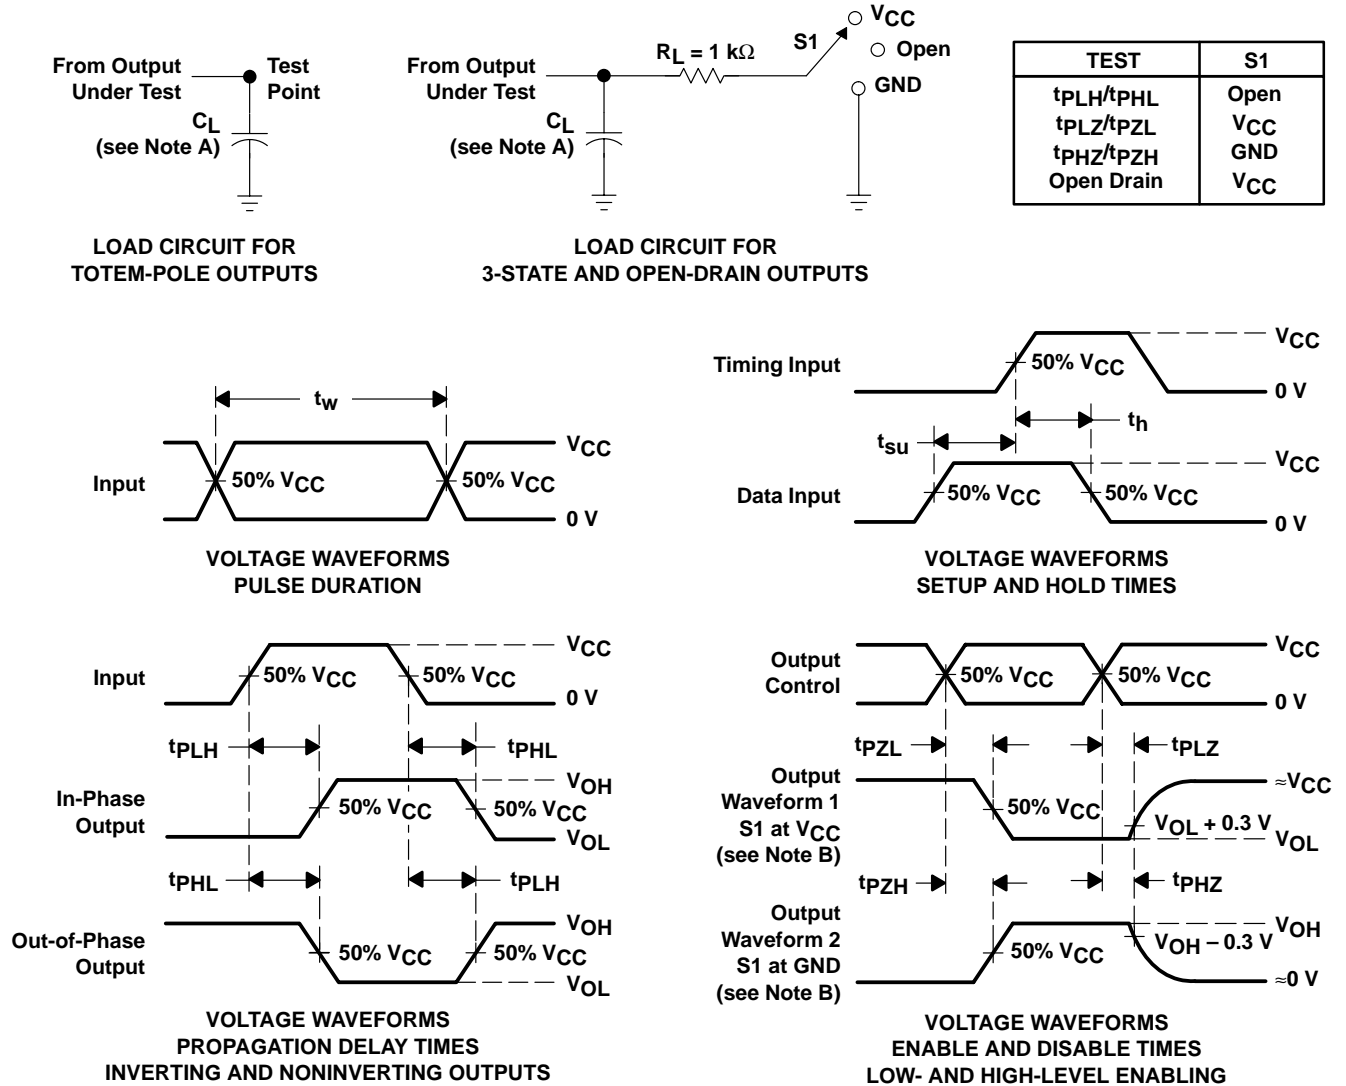 From Output
Under Test
Test
Point
CL
(see Note A)
LOAD CIRCUIT FOR
TOTEM-POLE OUTPUTS
From Output
Under Test
RL = 1 kΩ
S1
VCC
Open
GND
CL
(see Note A)
LOAD CIRCUIT FOR
3-STATE AND OPEN-DRAIN OUTPUTS
TEST S1
tPLH/tPHL Open
tPLZ/tPZL VCC
tPHZ/tPZH GND
Open Drain VCC
tw
Input
50% VCC
50% VCC
VCC
0 V
VOLTAGE WAVEFORMS
PULSE DURATION
Timing Input
50% VCC
VCC
0 V
th
tsu
Data Input
50% VCC
50% VCC
VCC
0 V
VOLTAGE WAVEFORMS
SETUP AND HOLD TIMES
Input
50% VCC
50% VCC
VCC
0 V
tPLH
tPHL
In-Phase
Output
50% VCC
50% VCC
VOH
VOL
tPHL
tPLH
Out-of-Phase
Output
50% VCC
50% VCC
VOH
VOL
VOLTAGE WAVEFORMS
PROPAGATION DELAY TIMES
INVERTING AND NONINVERTING OUTPUTS
Output
Control
50% VCC
50% VCC
VCC
0 V
tPZL
tPLZ
Output
Waveform 1
S1 at VCC
(see Note B)
50% VCC
VOL + 0.3 V
≈VCC
VOL
tPZH
tPHZ
Output
Waveform 2
S1 at GND
(see Note B)
50% VCC
VOH − 0.3 V
VOH
≈0 V
VOLTAGE WAVEFORMS
ENABLE AND DISABLE TIMES
LOW- AND HIGH-LEVEL ENABLING